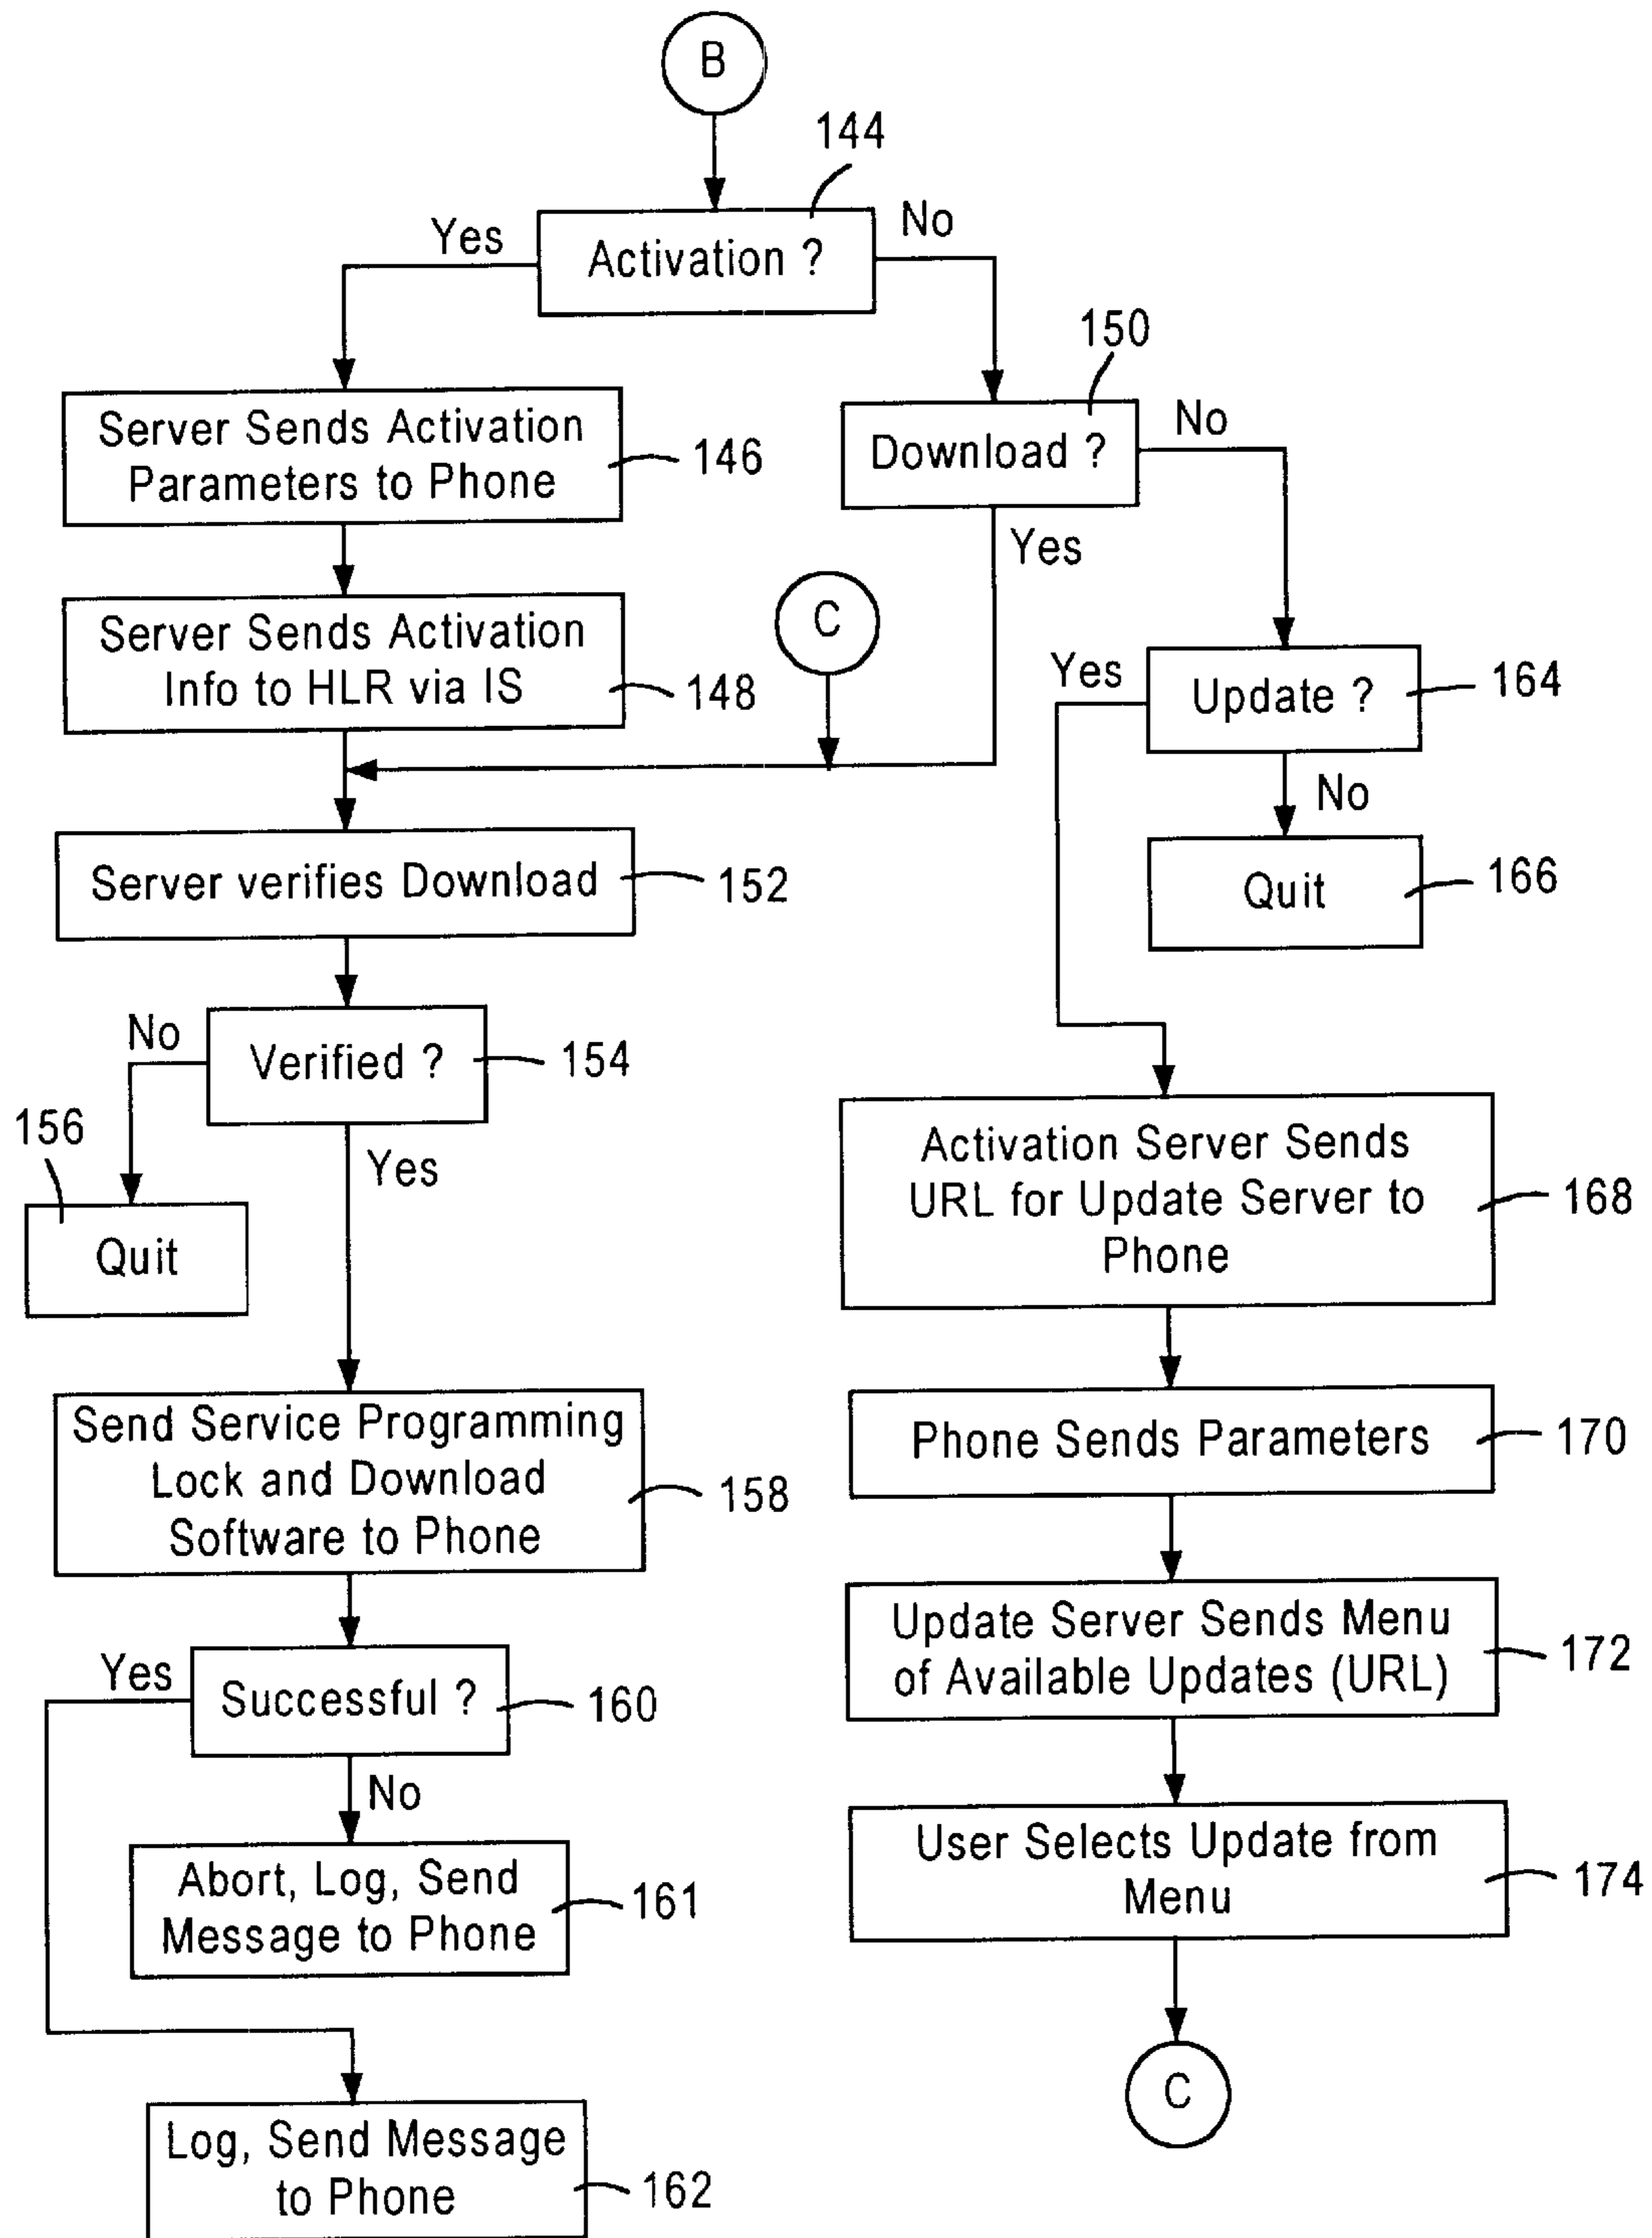 B
144
Yes
No
Activation ?
150
Server Sends Activation
Parameters to Phone
146
Download ?
No
Yes
Server Sends Activation
Info to HLR via IS
148
C
Yes
Update ?
164
No
Quit
166
Server verifies Download
152
No
Verified ?
154
156
Yes
Quit
Activation Server Sends
URL for Update Server to
Phone
168
Send Service Programming
Lock and Download
Software to Phone
158
Phone Sends Parameters
170
Yes
Successful ?
160
No
Update Server Sends Menu
of Available Updates (URL)
172
Abort, Log, Send
Message to Phone
161
User Selects Update from
Menu
174
C
Log, Send Message
to Phone
162